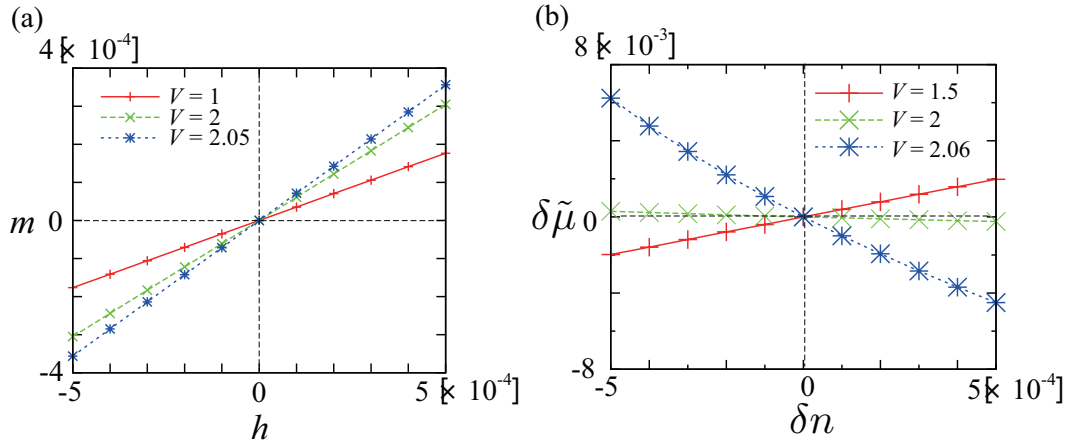 (a)
4 [× 10⁻⁴]
V = 1
V = 2
V = 2.05
m
0
-4
-5
0
5 [× 10⁻⁴]
h
(b)
8 [× 10⁻³]
V = 1.5
V = 2
V = 2.06
δμ̃
0
-8
-5
0
5 [× 10⁻⁴]
δn